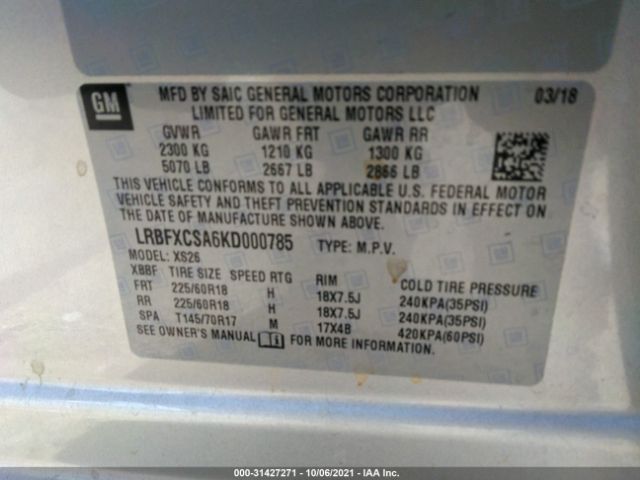 GM
MFD BY SAIC GENERAL MOTORS CORPORATION 03/18
LIMITED FOR GENERAL MOTORS LLC
GVWR GAWR FRT GAWR RR
2300 KG 1210 KG 1300 KG
5070 LB 2667 LB 2866 LB
THIS VEHICLE CONFORMS TO ALL APPLICABLE U.S. FEDERAL MOTOR
VEHICLE SAFETY AND THEFT PREVENTION STANDARDS IN EFFECT ON
THE DATE OF MANUFACTURE SHOWN ABOVE.
LRBFXCSA6KD000785 TYPE: M.P.V.
MODEL: XS26
XBBF TIRE SIZE SPEED RTG RIM COLD TIRE PRESSURE
FRT 225/60R18 H 18X7.5J 240KPA(35PSI)
RR 225/60R18 H 18X7.5J 240KPA(35PSI)
SPA T145/70R17 M 17X4B 420KPA(60PSI)
SEE OWNER'S MANUAL FOR MORE INFORMATION.
000-31427271 - 10/06/2021 - IAA Inc.